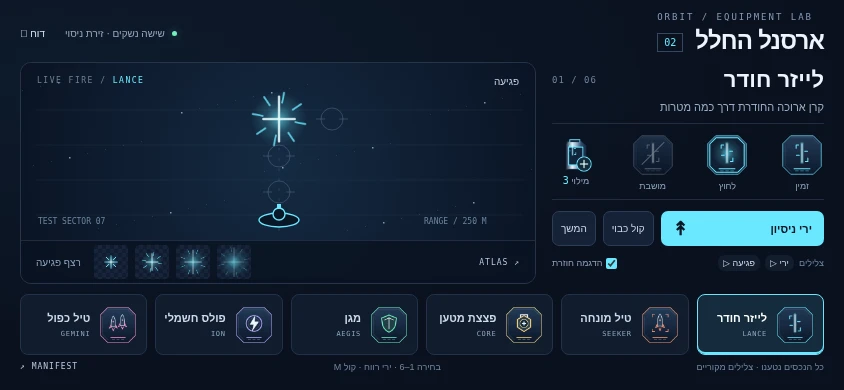 ORBIT / EQUIPMENT LAB
ארסנל החלל 02
שישה נשקים · זירת ניסוי
דוח
לייזר חודר
01 / 06
קרן ארוכה החודרת דרך כמה מטרות
זמין
לחוץ
מושבת
מילוי 3
ירי ניסיון
קול כבוי
המשך
צלילים
ירי ▷
פגיעה ▷
הדגמה חוזרת
LIVE FIRE / LANCE
פגיעה
TEST SECTOR 07
RANGE / 250 M
רצף פגיעה
ATLAS ↗
לייזר חודר
LANCE
טיל מונחה
SEEKER
פצצת מטען
CORE
מגן
AEGIS
פולס חשמלי
ION
טיל כפול
GEMINI
כל הנכסים נטענו · צלילים מקוריים
בחירה 1–6 · ירי רווח · קול M
MANIFEST ↗